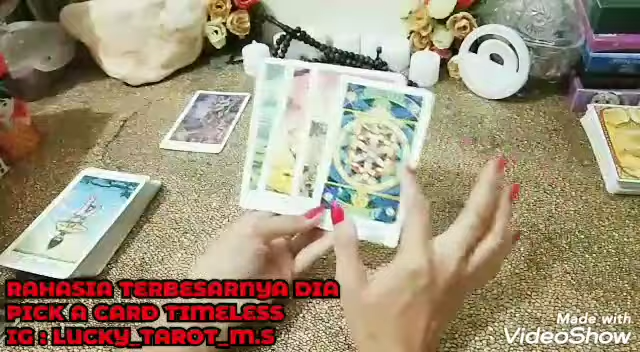 RAHASIA TERBESARNYA DIA
PICK A CARD TIMELESS
IG : LUCKY_TAROT_M.S
Made with
VideoShow